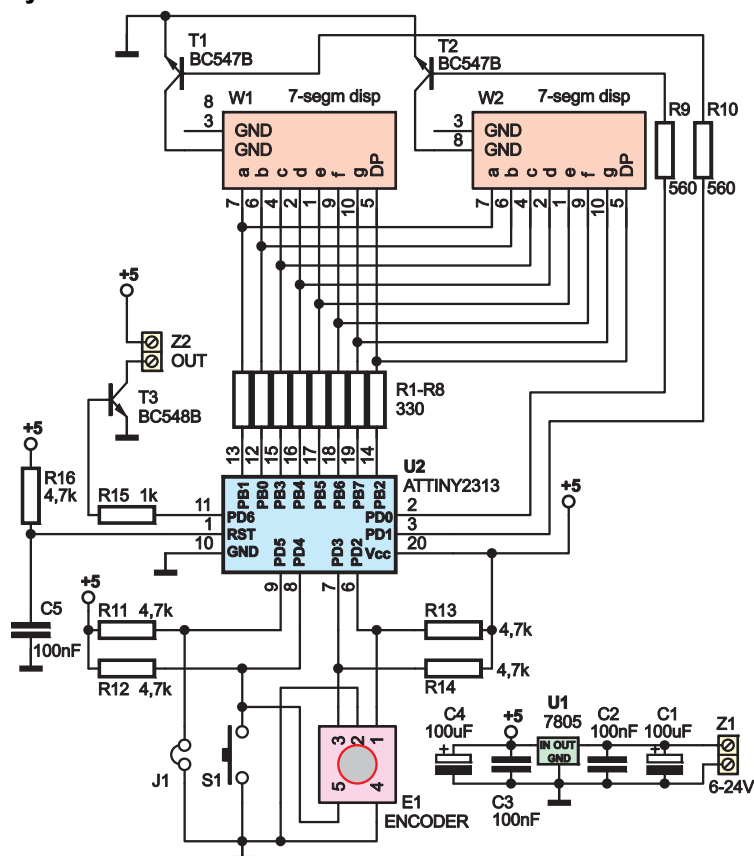 T1
BC547B
T2
BC547B
W1 7-segm disp
W2 7-segm disp
R9 R10
8
3 GND
GND
3 GND
8 GND
a b c d e f g DP
a b c d e f g DP
560 560
7 6 4 2 1 9 10 5
7 6 4 2 1 9 10 5
+5
Z2
OUT
T3
BC548B
R1-R8
330
+5
13 12 15 16 17 18 19 14
U2
ATTINY2313
R16
4,7k
PB1 PB0 PB3 PB4 PB5 PB6 PB7 PB2
+5
R15 1k
11 PD6
PD0 2
1 RST
PD1 3
10 GND
Vcc 20
PD5 PD4 PD3 PD2
9 8 7 6
+5
C5
100nF
R11 4,7k
R13
4,7k
R12 4,7k
R14
4,7k
J1
S1
3 2 1
5 4
E1
ENCODER
C4
100uF
+
+5
U1
7805
IN OUT
GND
C2
100nF
C1
100uF
+
Z1
C3
100nF
6-24V